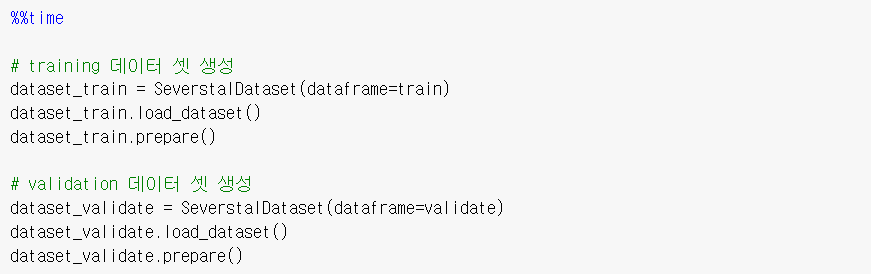 %%time
# training 데이터 셋 생성
dataset_train = SeverstalDataset(dataframe=train)
dataset_train.load_dataset()
dataset_train.prepare()
# validation 데이터 셋 생성
dataset_validate = SeverstalDataset(dataframe=validate)
dataset_validate.load_dataset()
dataset_validate.prepare()